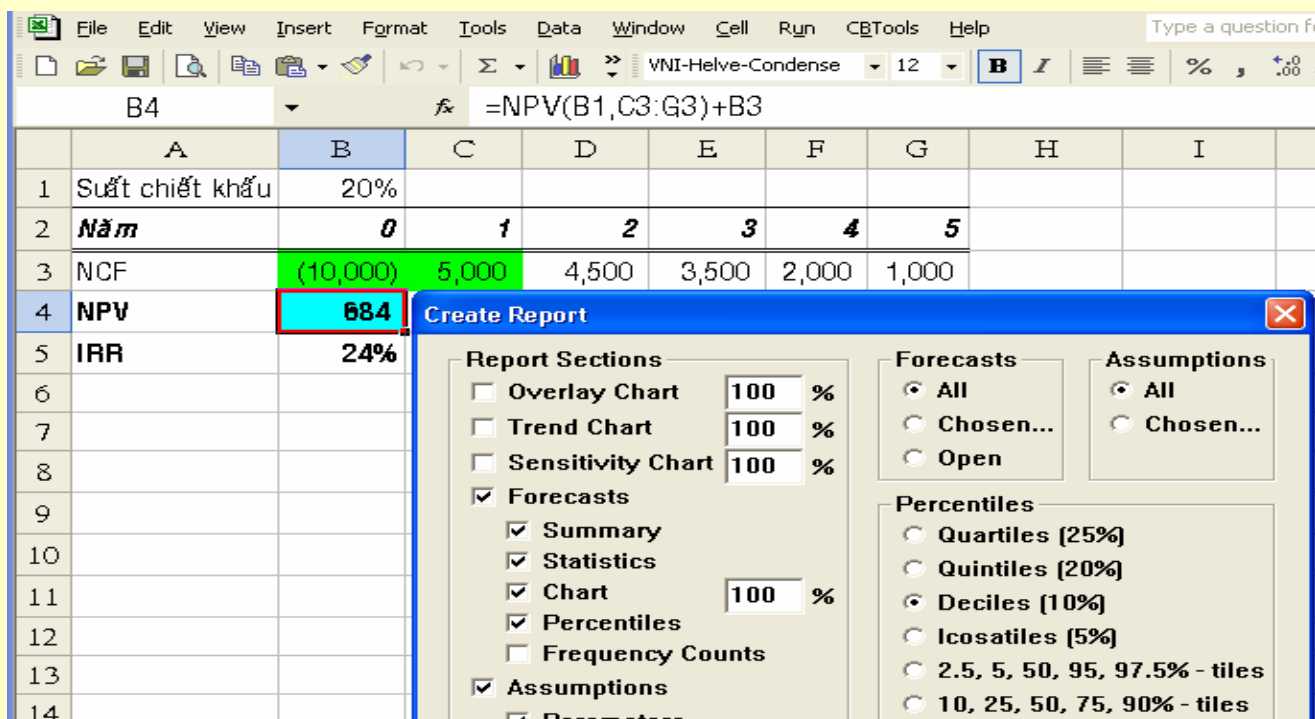 File Edit View Insert Format Tools Data Window Cell Run CBTools Help Type a question f
Σ VNI-Helve-Condense 12 B I % ,
B4 fx =NPV(B1,C3:G3)+B3
A B C D E F G H I
1 Suất chiết khấu 20%
2 Năm 0 1 2 3 4 5
3 NCF (10,000) 5,000 4,500 3,500 2,000 1,000
4 NPV 684
5 IRR 24%
6
7
8
9
10
11
12
13
14
Create Report
Report Sections
Overlay Chart 100 %
Trend Chart 100 %
Sensitivity Chart 100 %
Forecasts
Summary
Statistics
Chart 100 %
Percentiles
Frequency Counts
Assumptions
Parameters
Forecasts
All
Chosen...
Open
Assumptions
All
Chosen...
Percentiles
Quartiles (25%)
Quintiles (20%)
Deciles (10%)
Icosatiles (5%)
2.5, 5, 50, 95, 97.5% - tiles
10, 25, 50, 75, 90% - tiles